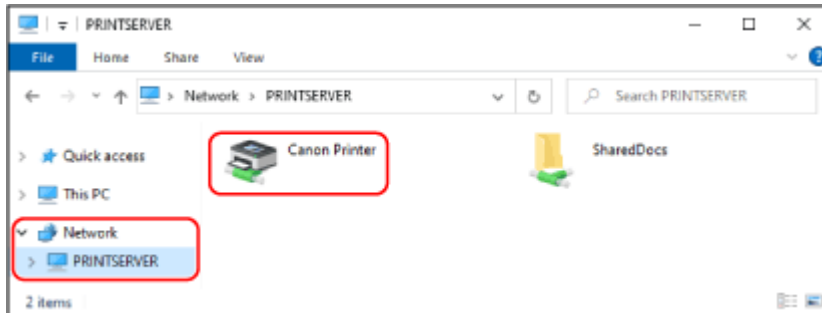 PRINTSERVER
File Home Share View
Network > PRINTSERVER
Search PRINTSERVER
Quick access
Canon Printer
SharedDocs
This PC
Network
PRINTSERVER
2 items